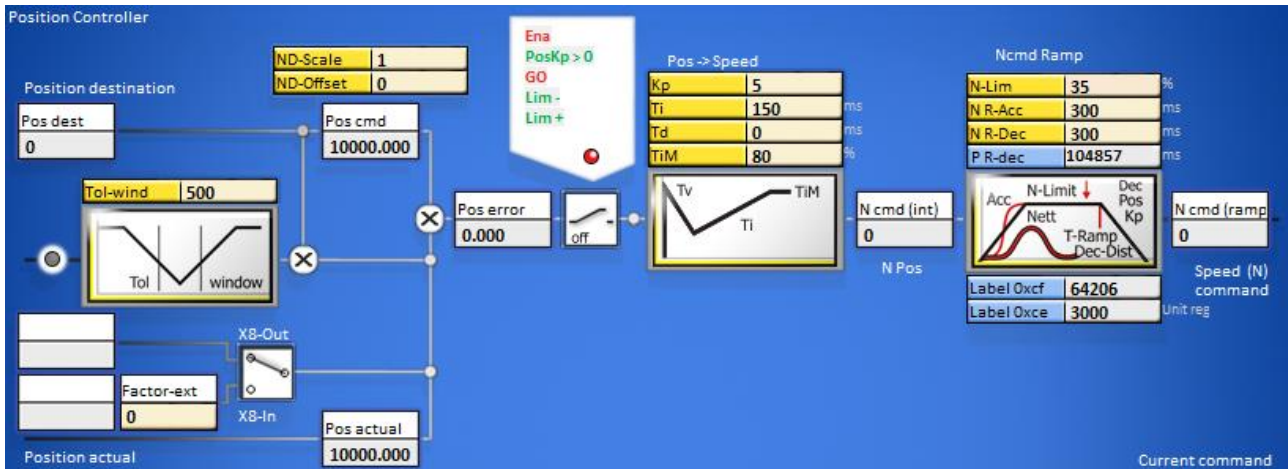 Position Controller
Ena
PosKp > 0
GO
Lim -
Lim +
ND-Scale 1
ND-Offset 0
Pos -> Speed
Kp 5
Ti 150 ms
Td 0 ms
TiM 80 %
Ncmd Ramp
N-Lim 35 %
N R-Acc 300 ms
N R-Dec 300 ms
P R-dec 104857 ms
Position destination
Pos dest
0
Pos cmd
10000.000
Tol-wind 500
Tol window
Pos error
0.000
off
Tv TiM
Ti
N cmd (int)
0
N Pos
Acc N-Limit Dec
Pos
Nett Kp
T-Ramp
Dec-Dist
N cmd (ramp
0
Speed (N)
command
Label 0xcf 64206
Label 0xce 3000 Unit reg
X8-Out
Factor-ext
0
X8-In
Pos actual
10000.000
Position actual
Current command